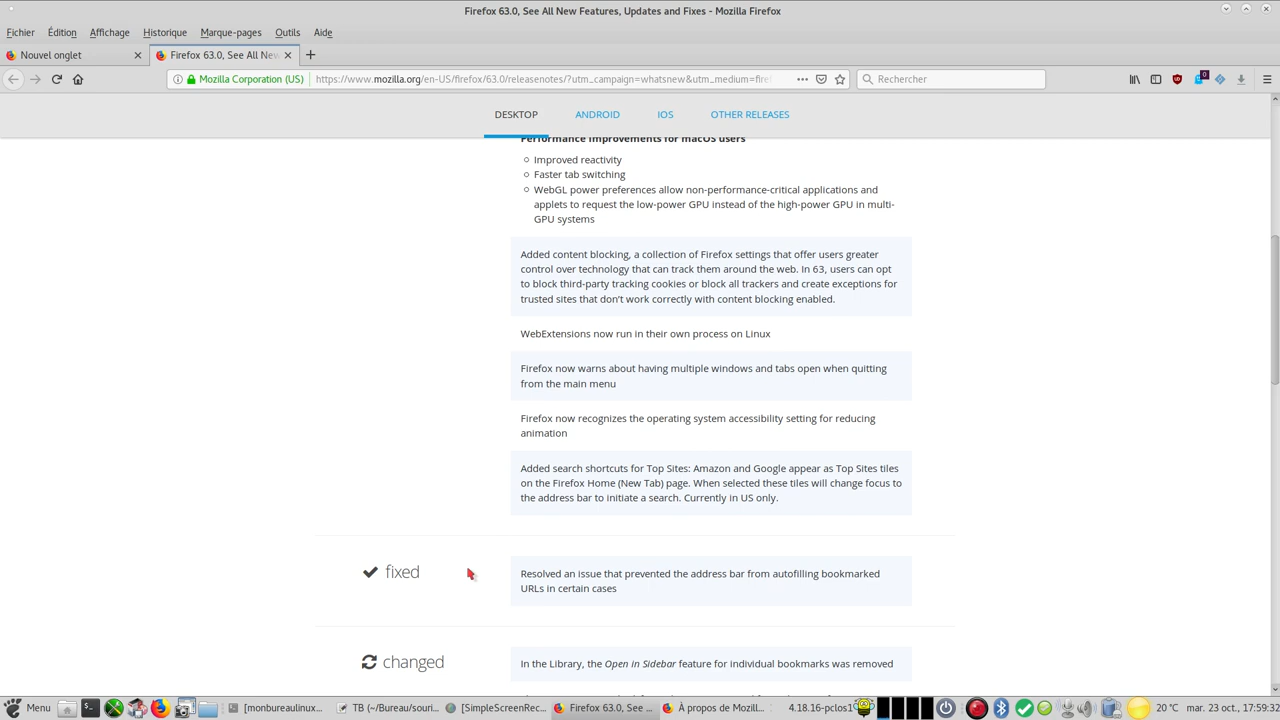 Firefox 63.0, See All New Features, Updates and Fixes - Mozilla Firefox
Fichier Édition Affichage Historique Marque-pages Outils Aide
Nouvel onglet
Firefox 63.0, See All New
Mozilla Corporation (US)
https://www.mozilla.org/en-US/firefox/63.0/releasenotes/?utm_campaign=whatsnew&utm_medium=firef
Rechercher
0
DESKTOP ANDROID IOS OTHER RELEASES
Performance improvements for macOS users
Improved reactivity
Faster tab switching
WebGL power preferences allow non-performance-critical applications and
applets to request the low-power GPU instead of the high-power GPU in multi-
GPU systems
Added content blocking, a collection of Firefox settings that offer users greater
control over technology that can track them around the web. In 63, users can opt
to block third-party tracking cookies or block all trackers and create exceptions for
trusted sites that don’t work correctly with content blocking enabled.
WebExtensions now run in their own process on Linux
Firefox now warns about having multiple windows and tabs open when quitting
from the main menu
Firefox now recognizes the operating system accessibility setting for reducing
animation
Added search shortcuts for Top Sites: Amazon and Google appear as Top Sites tiles
on the Firefox Home (New Tab) page. When selected these tiles will change focus to
the address bar to initiate a search. Currently in US only.
fixed
Resolved an issue that prevented the address bar from autofilling bookmarked
URLs in certain cases
changed
In the Library, the Open in Sidebar feature for individual bookmarks was removed
Menu
[monbureaulinux...
TB (~/Bureau/souri...
[SimpleScreenRec...
Firefox 63.0, See ...
À propos de Mozill...
4.18.16-pclos1
20 °C
mar. 23 oct., 17:59:32